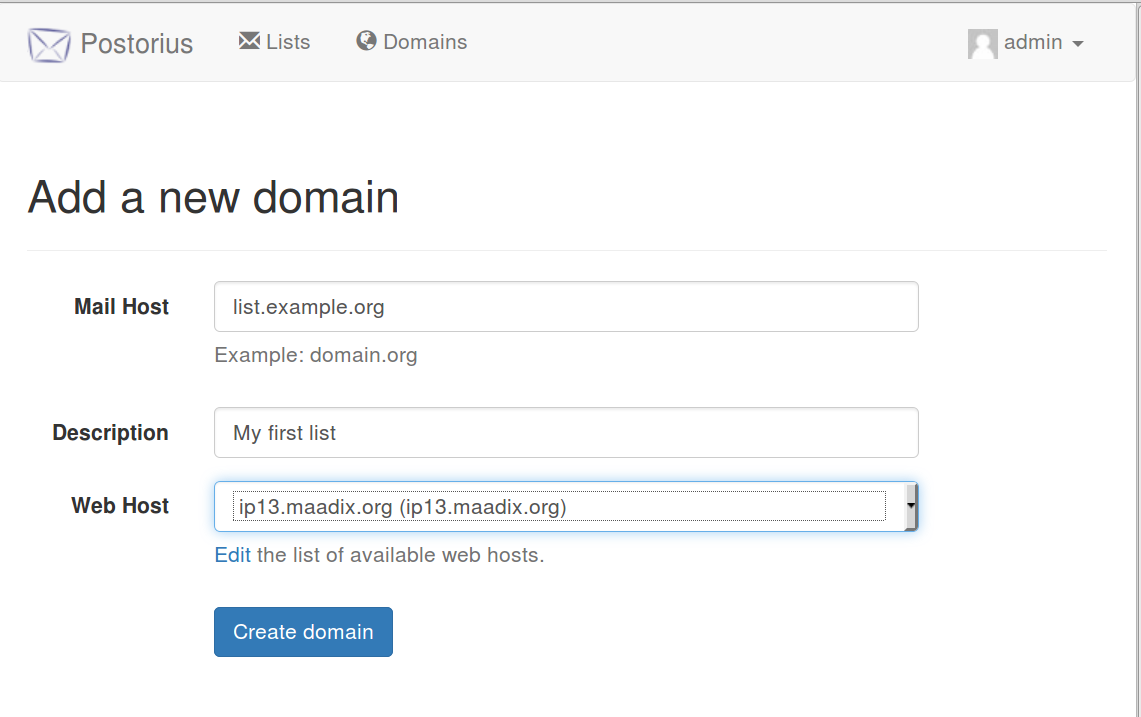 Postorius Lists Domains admin
Add a new domain
Mail Host list.example.org
Example: domain.org
Description My first list
Web Host ip13.maadix.org (ip13.maadix.org)
Edit the list of available web hosts.
Create domain